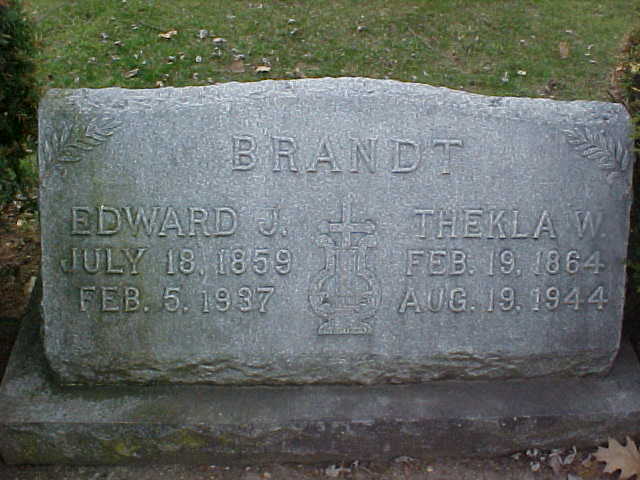 BRANDT
EDWARD J.
JULY 18, 1859
FEB. 5, 1937
THEKLA W.
FEB. 19, 1864
AUG. 19, 1944